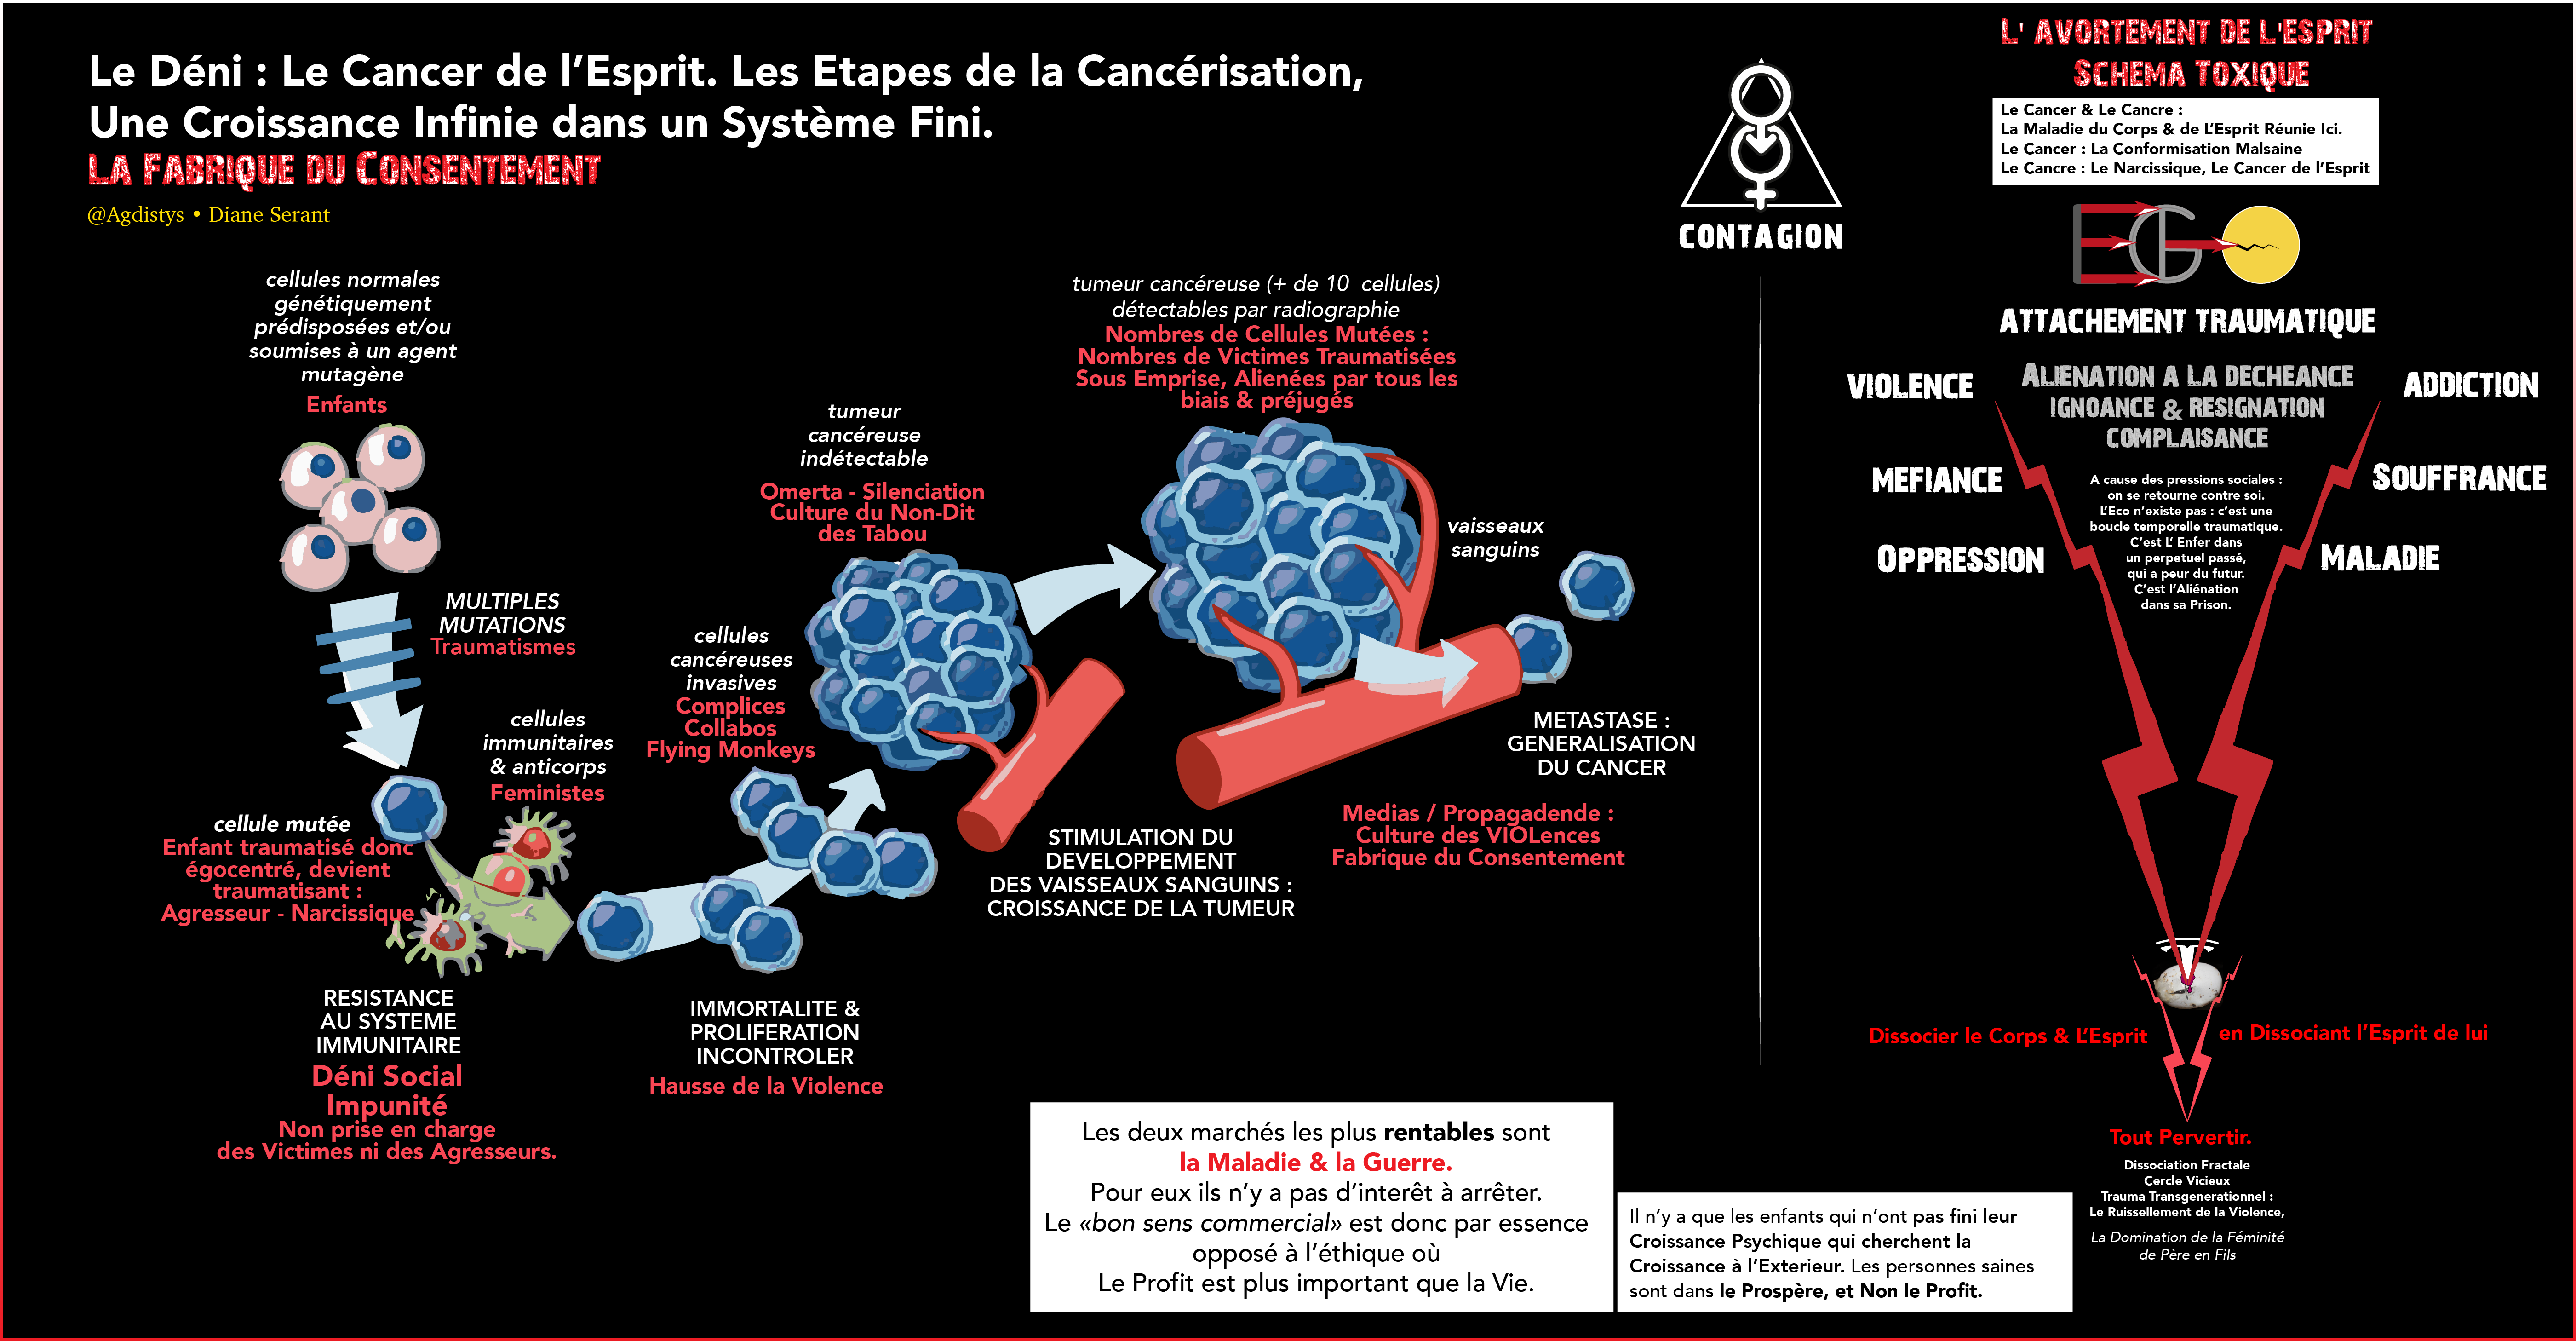 Le Déni : Le Cancer de l’Esprit. Les Etapes de la Cancérisation,
Une Croissance Infinie dans un Système Fini.
LA FABRIQUE DU CONSENTEMENT
@Agdistys • Diane Serant
cellules normales
génétiquement
prédisposées et/ou
soumises à un agent
mutagène
Enfants
MULTIPLES
MUTATIONS
Traumatismes
cellule mutée
Enfant traumatisé donc
égocentré, devient
traumatisant :
Agresseur - Narcissique
cellules
immunitaires
& anticorps
Feministes
RESISTANCE
AU SYSTEME
IMMUNITAIRE
Déni Social
Impunité
Non prise en charge
des Victimes ni des Agresseurs.
cellules
cancéreuses
invasives
Complices
Collabos
Flying Monkeys
IMMORTALITE &
PROLIFERATION
INCONTROLER
Hausse de la Violence
tumeur
cancéreuse
indétectable
Omerta - Silenciation
Culture du Non-Dit
des Tabou
STIMULATION DU
DEVELOPPEMENT
DES VAISSEAUX SANGUINS :
CROISSANCE DE LA TUMEUR
tumeur cancéreuse (+ de 10 cellules)
détectables par radiographie
Nombres de Cellules Mutées :
Nombres de Victimes Traumatisées
Sous Emprise, Alienées par tous les
biais & préjugés
vaisseaux
sanguins
METASTASE :
GENERALISATION
DU CANCER
Medias / Propagadende :
Culture des VIOLences
Fabrique du Consentement
Les deux marchés les plus rentables sont
la Maladie & la Guerre.
Pour eux ils n’y a pas d’interêt à arrêter.
Le «bon sens commercial» est donc par essence
opposé à l’éthique où
Le Profit est plus important que la Vie.
Il n’y a que les enfants qui n’ont pas fini leur
Croissance Psychique qui cherchent la
Croissance à l’Exterieur. Les personnes saines
sont dans le Prospère, et Non le Profit.
CONTAGION
L' AVORTEMENT DE L'ESPRIT
SCHEMA TOXIQUE
Le Cancer & Le Cancre :
La Maladie du Corps & de L’Esprit Réunie Ici.
Le Cancer : La Conformisation Malsaine
Le Cancre : Le Narcissique, Le Cancer de l’Esprit
EGO
ATTACHEMENT TRAUMATIQUE
ALIENATION A LA DECHEANCE
IGNOANCE & RESIGNATION
COMPLAISANCE
VIOLENCE
MEFIANCE
OPPRESSION
ADDICTION
SOUFFRANCE
MALADIE
A cause des pressions sociales :
on se retourne contre soi.
L’Eco n’existe pas : c’est une
boucle temporelle traumatique.
C’est L’ Enfer dans
un perpetuel passé,
qui a peur du futur.
C’est l’Aliénation
dans sa Prison.
Dissocier le Corps & L’Esprit
en Dissociant l’Esprit de lui
Tout Pervertir.
Dissociation Fractale
Cercle Vicieux
Trauma Transgenerationnel :
Le Ruissellement de la Violence,
La Domination de la Féminité
de Père en Fils